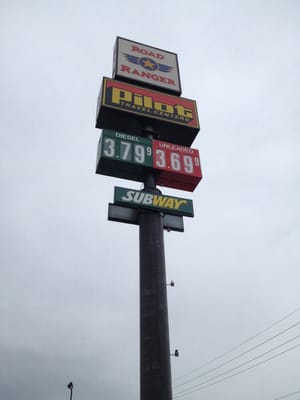 ROAD
RANGER
Pilot
TRAVEL CENTERS
DIESEL UNLEADED
3.79 9 3.69 9
SUBWAY